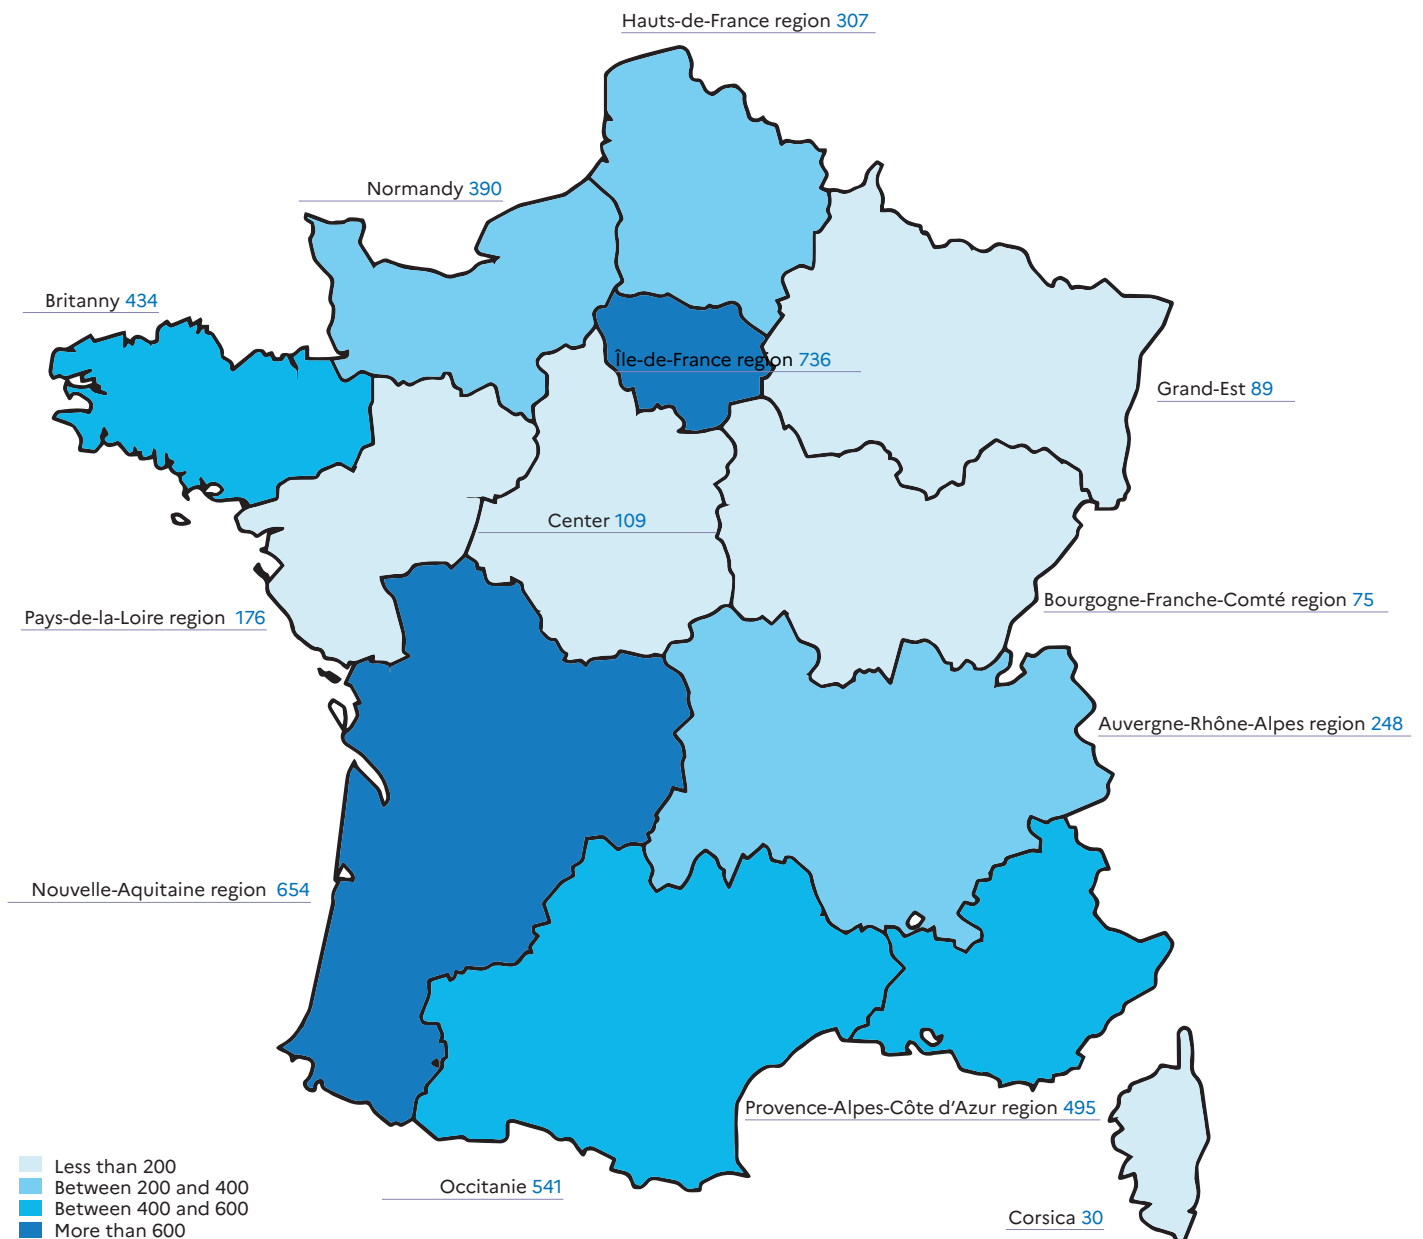 Hauts-de-France region 307
Normandy 390
Britanny 434
Île-de-France region 736
Grand-Est 89
Center 109
Bourgogne-Franche-Comté region 75
Pays-de-la-Loire region 176
Auvergne-Rhône-Alpes region 248
Nouvelle-Aquitaine region 654
Provence-Alpes-Côte d'Azur region 495
Occitanie 541
Corsica 30
Less than 200
Between 200 and 400
Between 400 and 600
More than 600